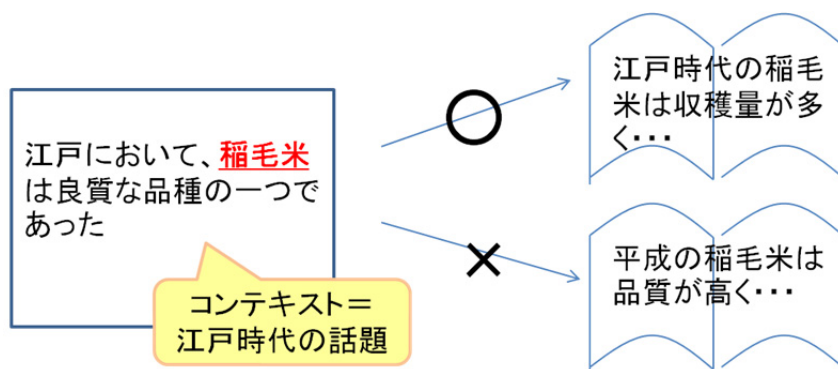 江戸において、稲毛米
は良質な品種の一つで
あった
コンテキスト＝
江戸時代の話題
江戸時代の稲毛
米は収穫量が多
く・・・
平成の稲毛米は
品質が高く・・・